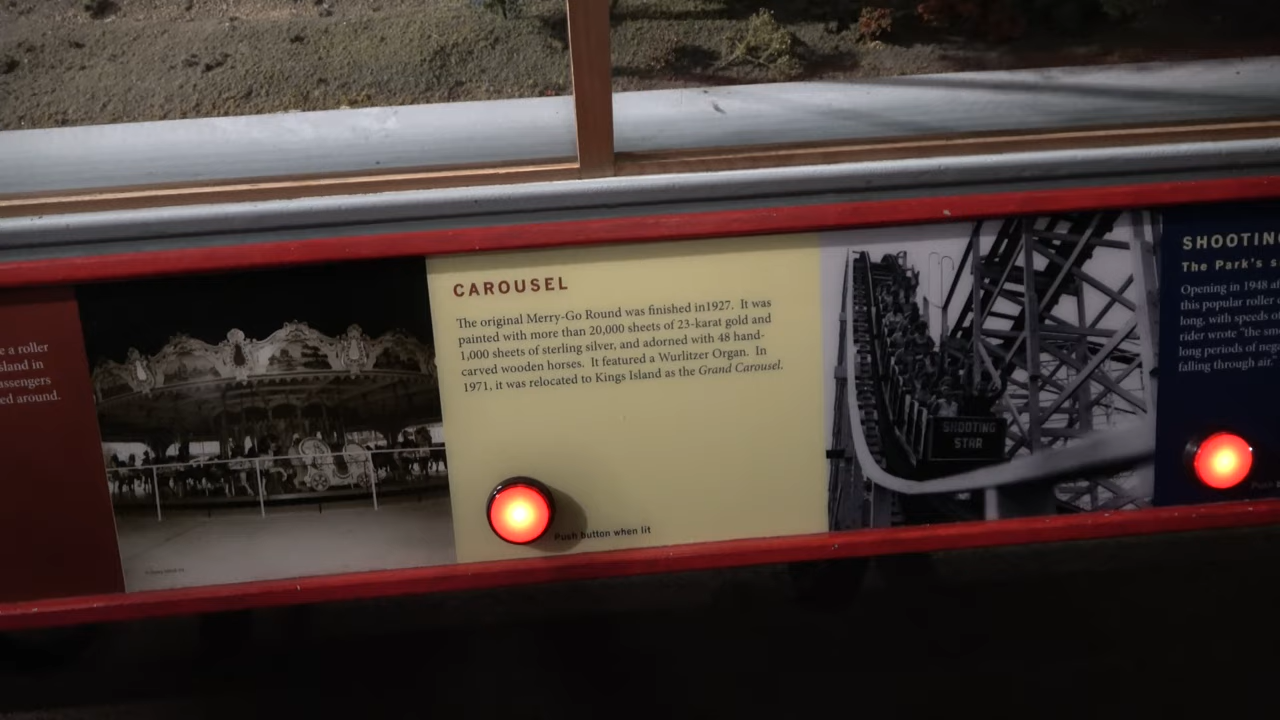 e a roller
sland in
assengers
ed around.
CAROUSEL
The original Merry-Go Round was finished in1927. It was
painted with more than 20,000 sheets of 23-karat gold and
1,000 sheets of sterling silver, and adorned with 48 hand-
carved wooden horses. It featured a Wurlitzer Organ. In
1971, it was relocated to Kings Island as the Grand Carousel.
Push button when lit
SHOOTING
STAR
SHOOTIN
The Park's s
Opening in 1948 af
this popular roller
long, with speeds o
rider wrote "the sm
long periods of neg
falling through air."